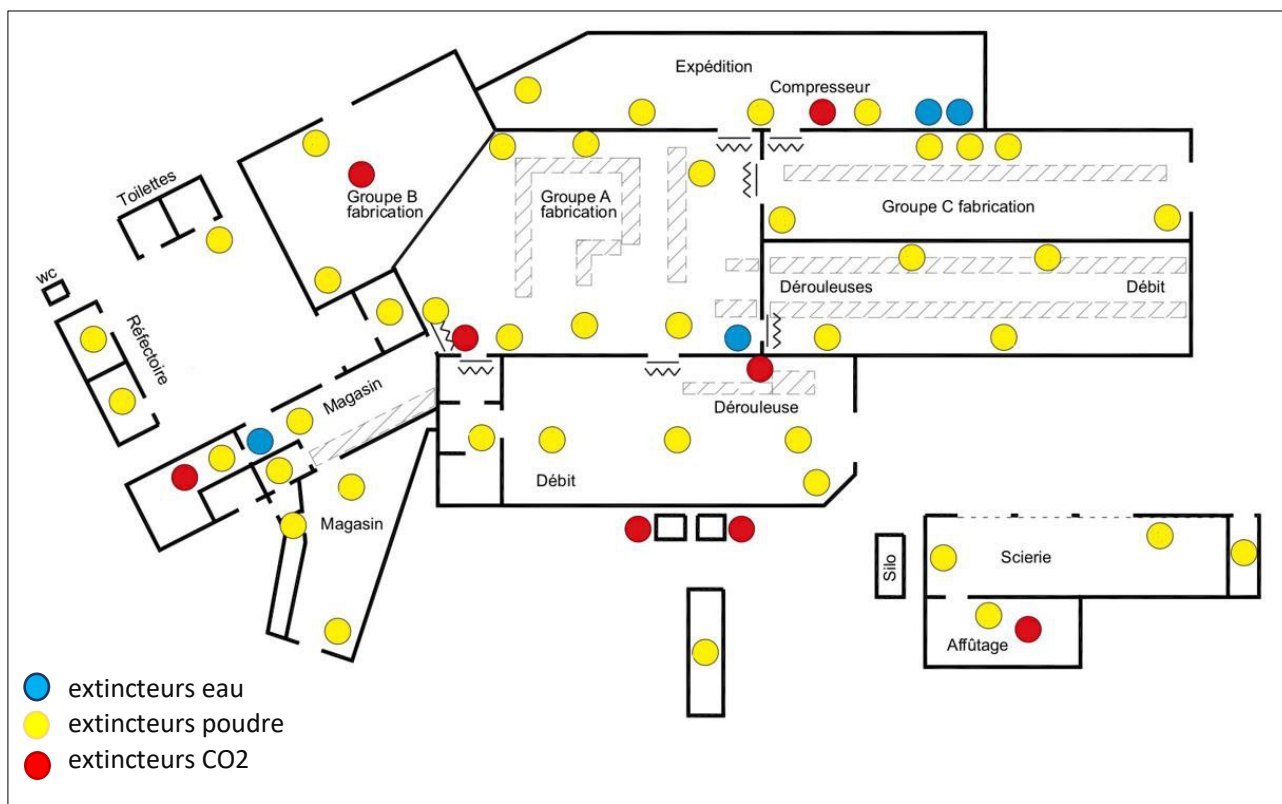 Expédition
Compresseur
Groupe B
fabrication
Groupe A
fabrication
Groupe C fabrication
Toilettes
wc
Réfectoire
Dérouleuses
Débit
Magasin
Dérouleuse
Débit
Magasin
Silo
Scierie
Affûtage
extincteurs eau
extincteurs poudre
extincteurs CO2